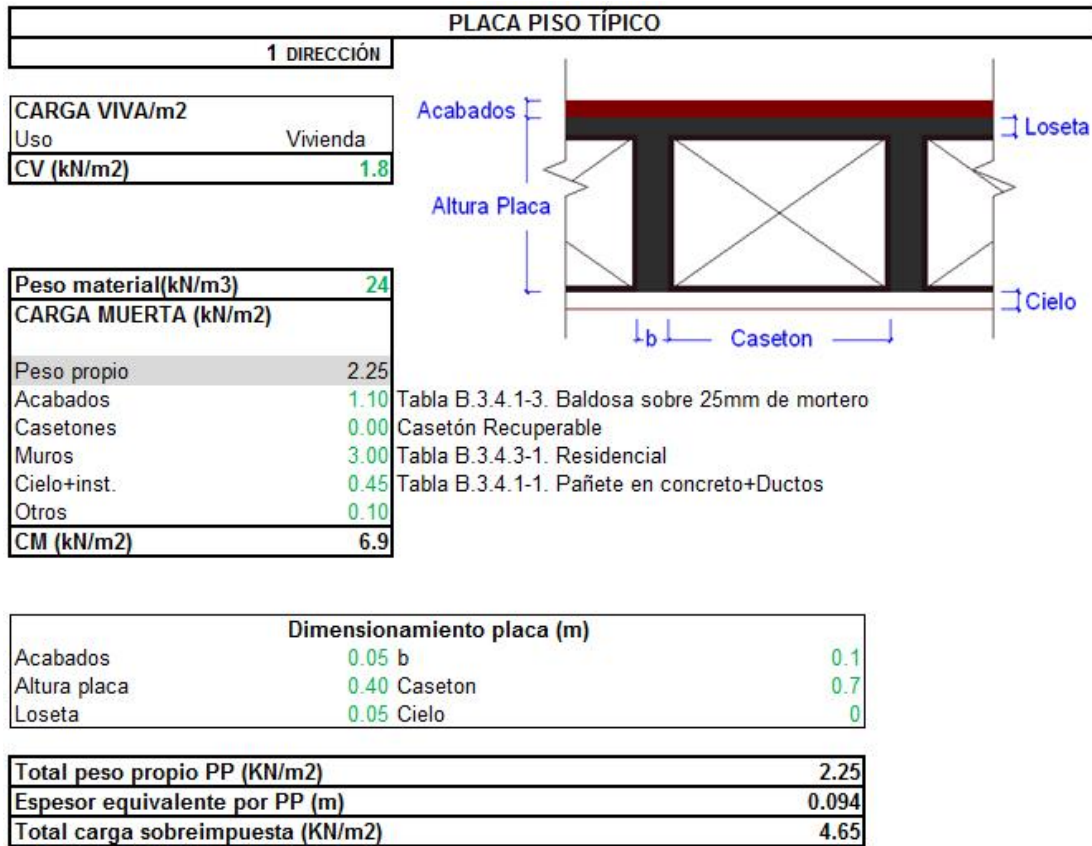 PLACA PISO TÍPICO
1 DIRECCIÓN
CARGA VIVA/m2
Uso Vivienda
CV (kN/m2) 1.8
Acabados
Loseta
Altura Placa
Cielo
b
Caseton
Peso material(kN/m3) 24
CARGA MUERTA (kN/m2)
Peso propio 2.25
Acabados 1.10 Tabla B.3.4.1-3. Baldosa sobre 25mm de mortero
Casetones 0.00 Casetón Recuperable
Muros 3.00 Tabla B.3.4.3-1. Residencial
Cielo+inst. 0.45 Tabla B.3.4.1-1. Pañete en concreto+Ductos
Otros 0.10
CM (kN/m2) 6.9
Dimensionamiento placa (m)
Acabados 0.05 b 0.1
Altura placa 0.40 Caseton 0.7
Loseta 0.05 Cielo 0
Total peso propio PP (KN/m2) 2.25
Espesor equivalente por PP (m) 0.094
Total carga sobreimpuesta (KN/m2) 4.65